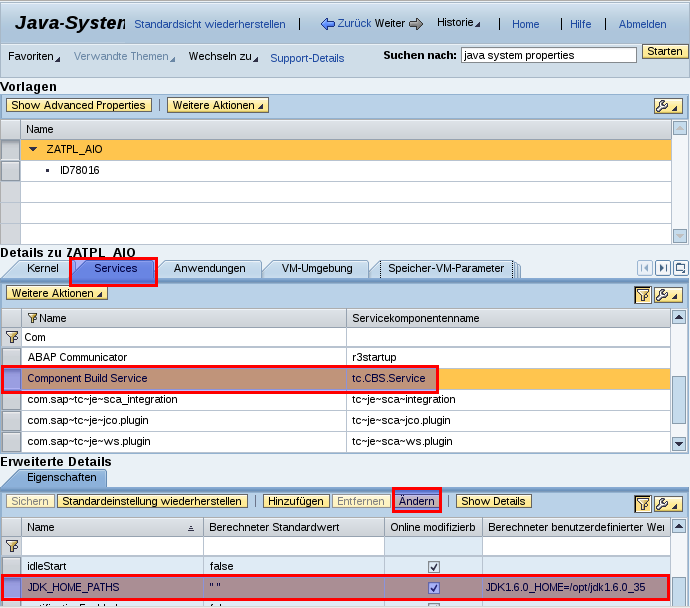 Java-System Standardsicht wiederherstellen Zurück Weiter Historie Home Hilfe Abmelden
Favoriten Verwandte Themen Wechseln zu Support-Details Suchen nach: java system properties Starten
Vorlagen
Show Advanced Properties Weitere Aktionen
Name
ZATPL_AIO
ID78016
Details zu ZATPL_AIO
Kernel Services Anwendungen VM-Umgebung Speicher-VM-Parameter
Weitere Aktionen
Name Servicekomponentenname
Com
ABAP Communicator r3startup
Component Build Service tc.CBS.Service
com.sap~tc~je~sca_integration tc~je~sca~integration
com.sap~tc~je~jco.plugin tc~je~sca~jco.plugin
com.sap~tc~je~ws.plugin tc~je~sca~ws.plugin
Erweiterte Details
Eigenschaften
Sichern Standardeinstellung wiederherstellen Hinzufügen Entfernen Ändern Show Details
Name Berechneter Standardwert Online modifizierb Berechneter benutzerdefinierter Wer
idleStart false
JDK_HOME_PATHS " " JDK1.6.0_HOME=/opt/jdk1.6.0_35